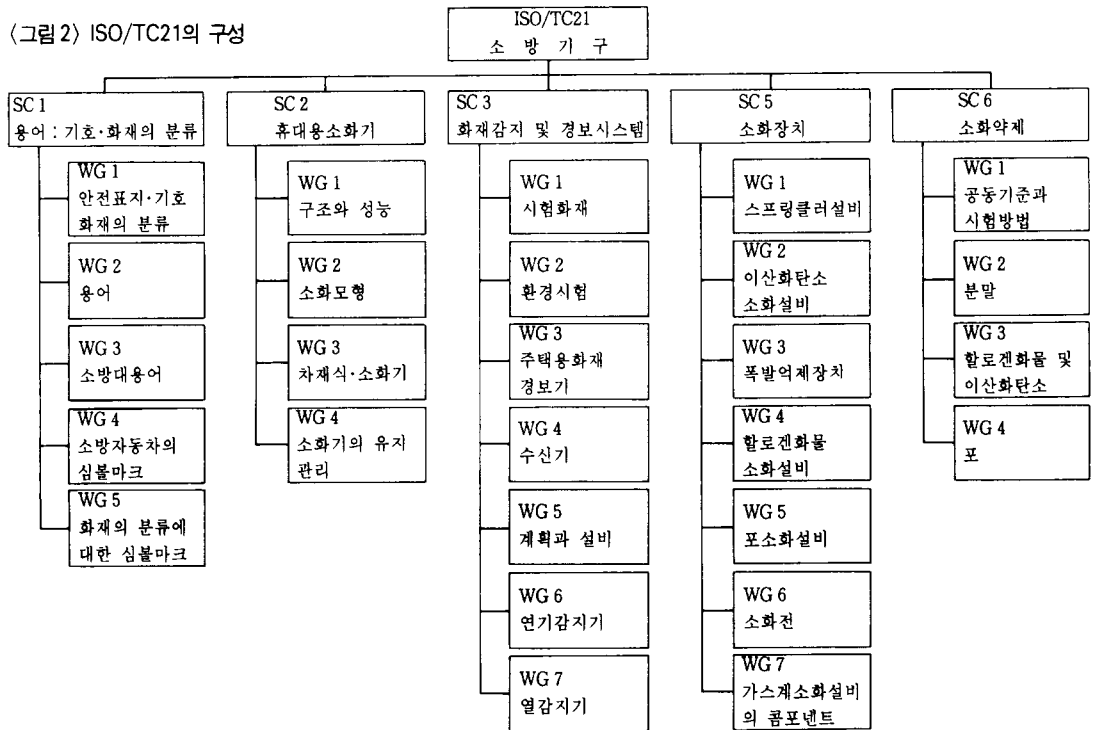 〈그림 2〉 ISO/TC21의 구성
ISO/TC21
소 방 기 구
SC 1
용어 : 기호·화재의 분류
WG 1
안전표지·기호
화재의 분류
WG 2
용어
WG 3
소방대용어
WG 4
소방자동차의
심볼마크
WG 5
화재의 분류에
대한 심볼마크
SC 2
휴대용소화기
WG 1
구조와 성능
WG 2
소화모형
WG 3
차재식·소화기
WG 4
소화기의 유지
관리
SC 3
화재감지 및 경보시스템
WG 1
시험화재
WG 2
환경시험
WG 3
주택용화재
경보기
WG 4
수신기
WG 5
계획과 설비
WG 6
연기감지기
WG 7
열감지기
SC 5
소화장치
WG 1
스프링클러설비
WG 2
이산화탄소
소화설비
WG 3
폭발억제장치
WG 4
할로겐화물
소화설비
WG 5
포소화설비
WG 6
소화전
WG 7
가스계소화설비
의 콤포넨트
SC 6
소화약제
WG 1
공동기준과
시험방법
WG 2
분말
WG 3
할로겐화물 및
이산화탄소
WG 4
포